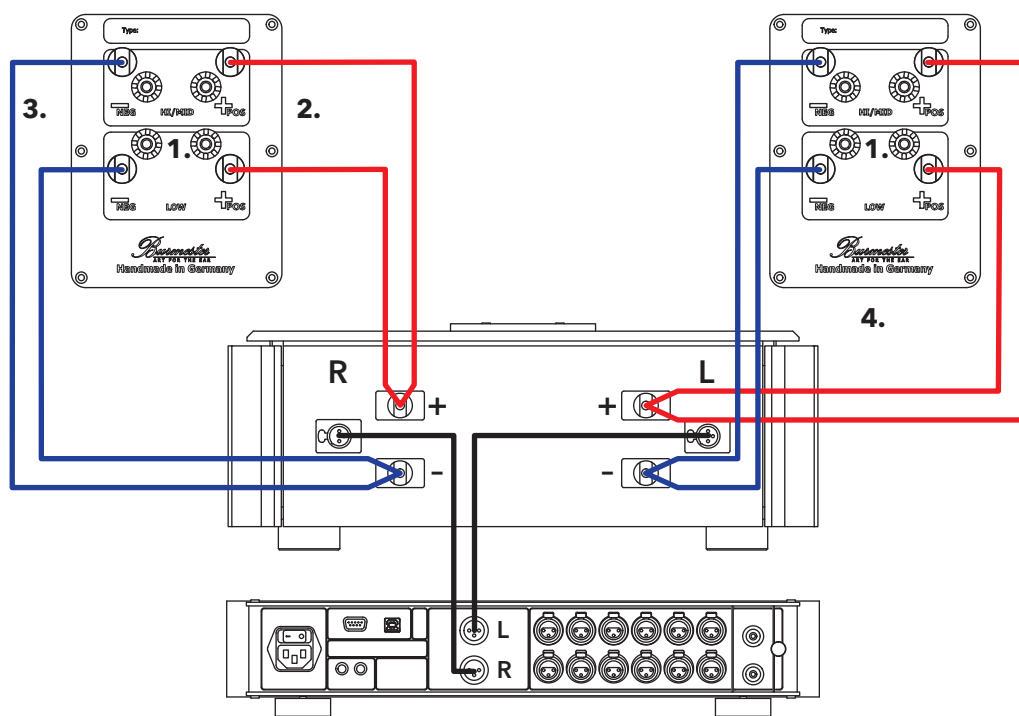 Type:
3.
2.
NEG HI/MID POS
1.
NEG LOW POS
Burmester
ART FOR THE EAR
Handmade in Germany
Type:
NEG HI/MID POS
1.
NEG LOW POS
Burmester
ART FOR THE EAR
Handmade in Germany
4.
R
L
+
+
-
-
L
R